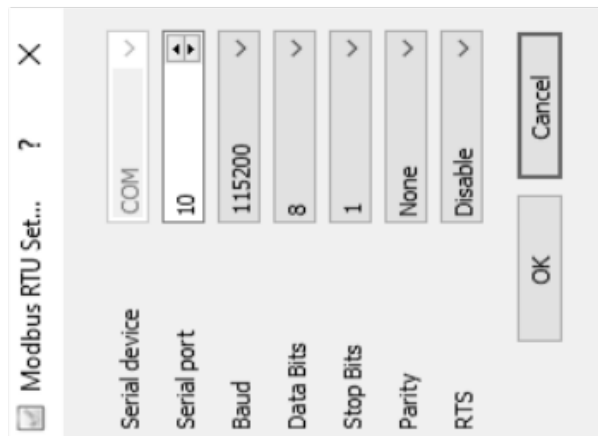 Modbus RTU Set... ? X
Serial device COM
Serial port 10
Baud 115200
Data Bits 8
Stop Bits 1
Parity None
RTS Disable
OK Cancel